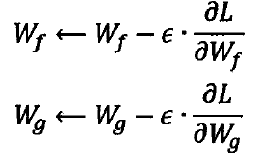 W_f ← W_f − ϵ · ∂L/∂W_f
W_g ← W_g − ϵ · ∂L/∂W_g